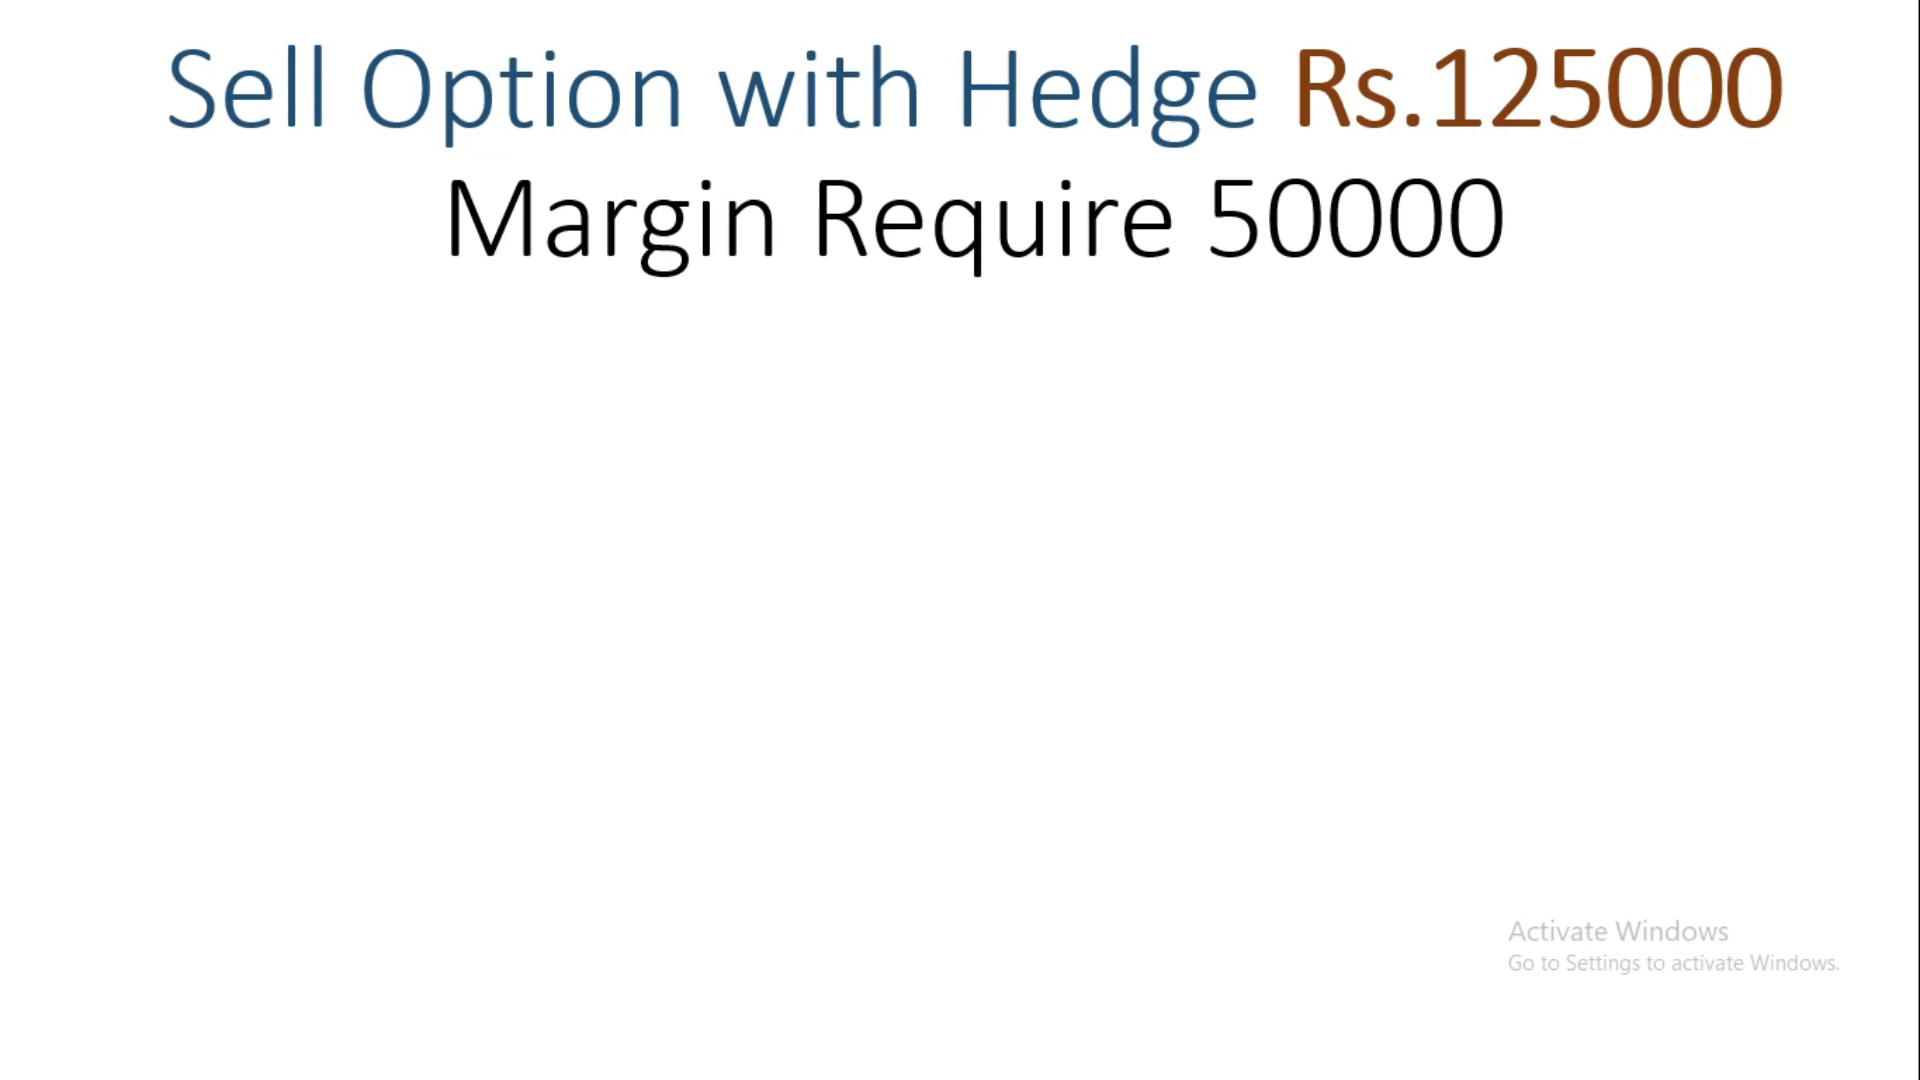 Sell Option with Hedge Rs.125000
Margin Require 50000
Activate Windows
Go to Settings to activate Windows.